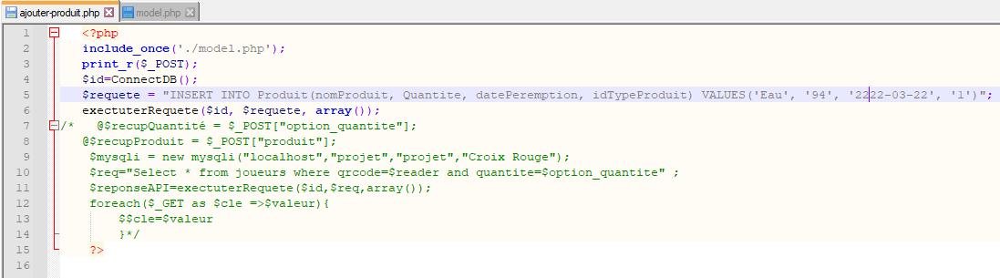 ajouter-produit.php model.php
1 <?php
2 include_once('./model.php');
3 print_r($_POST);
4 $id=ConnectDB();
5 $requete = "INSERT INTO Produit(nomProduit, Quantite, datePeremption, idTypeProduit) VALUES('Eau', '94', '2222-03-22', '1')";
6 exectuterRequete($id, $requete, array());
7 /* @$recupQuantité = $_POST["option_quantite"];
8 @$recupProduit = $_POST["produit"];
9 $mysqli = new mysqli("localhost","projet","projet","Croix Rouge");
10 $req="Select * from joueurs where qrcode=$reader and quantite=$option_quantite" ;
11 $reponseAPI=exectuterRequete($id,$req,array());
12 foreach($_GET as $cle =>$valeur){
13 $$cle=$valeur
14 }*/
15 ?>
16